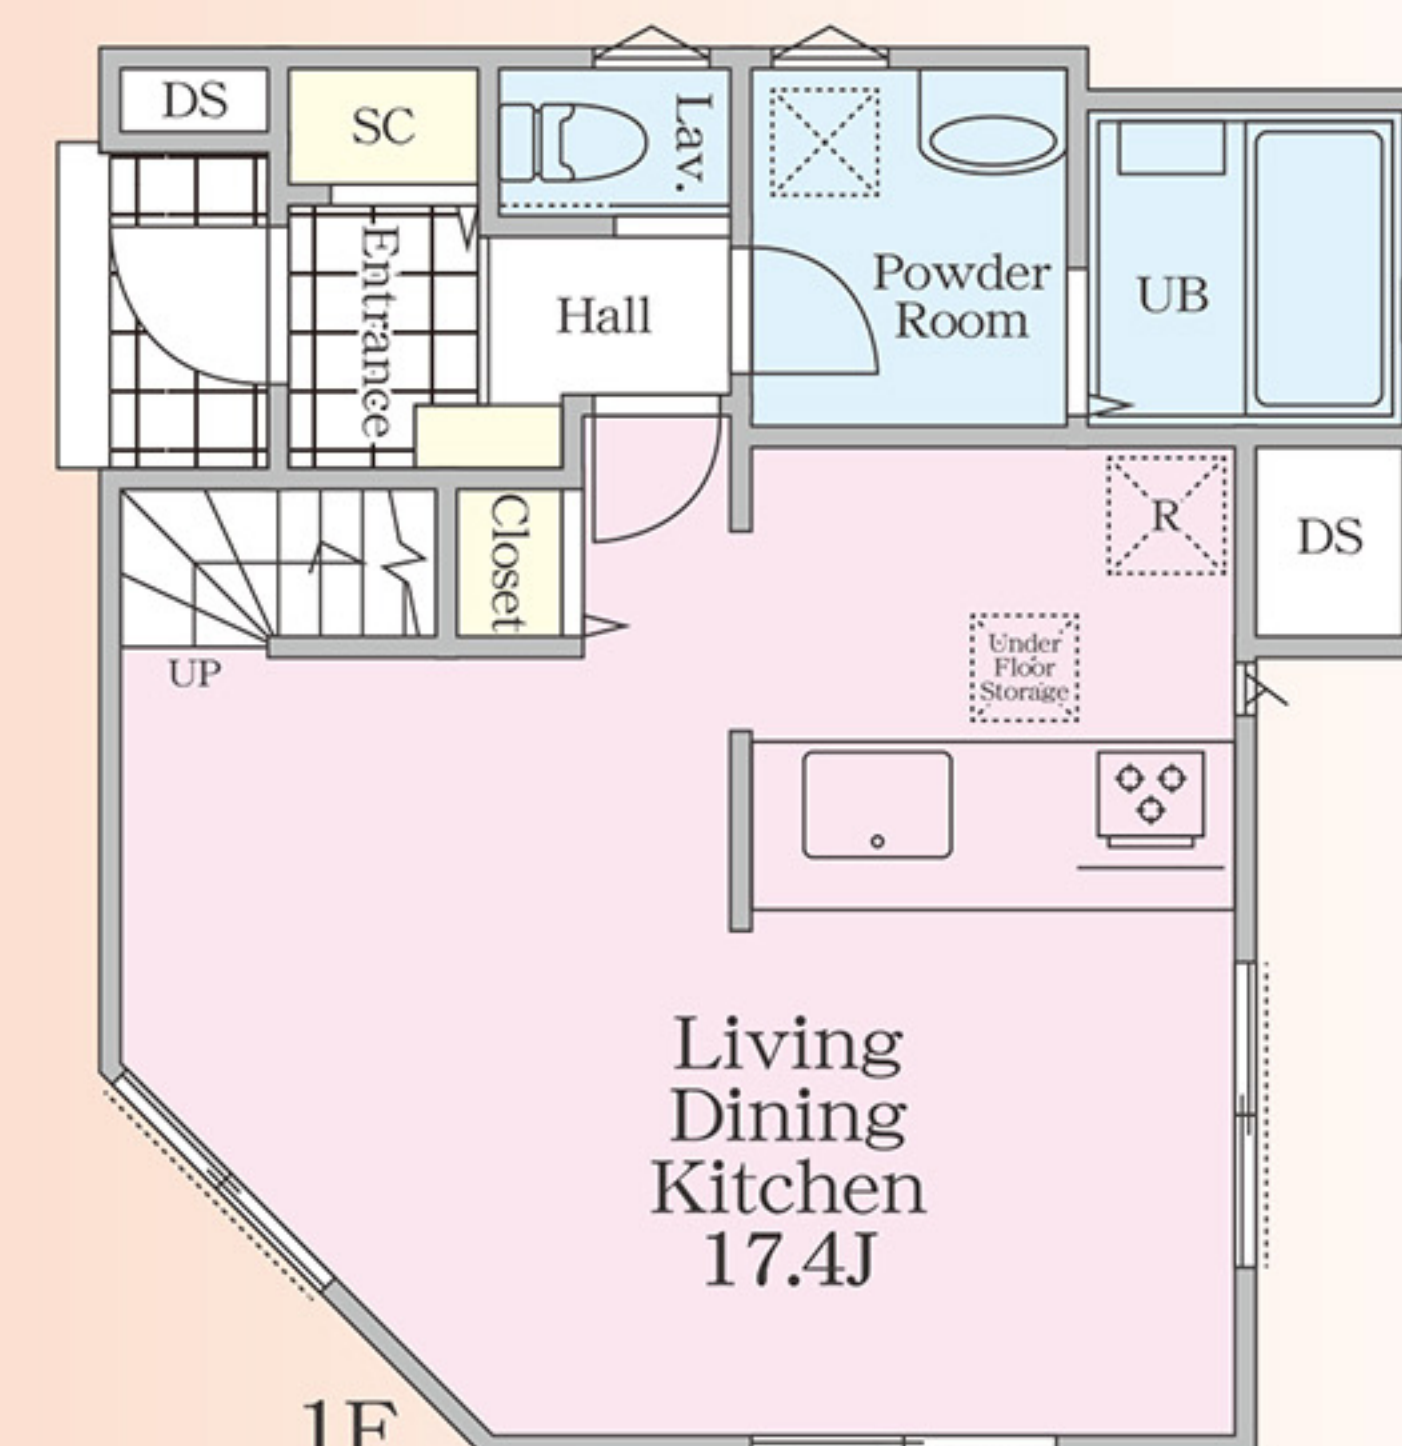 DS
SC
Lav.
Entrance
Hall
Powder
Room
UB
Closet
R
DS
Under
Floor
Storage
UP
Living
Dining
Kitchen
17.4J
1F